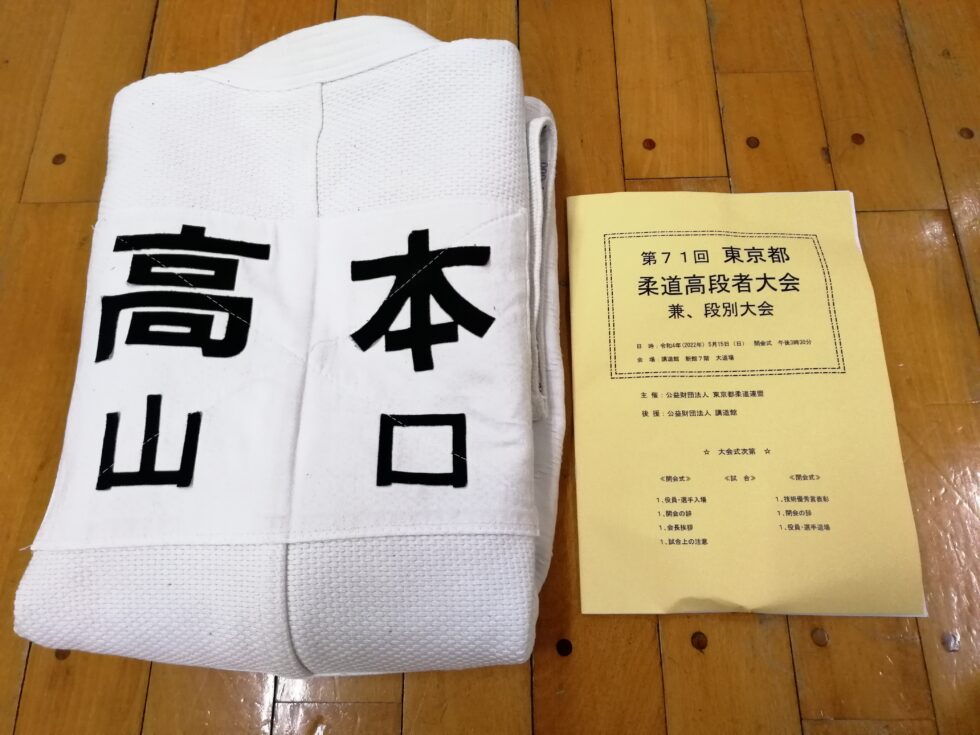 高本
山口
第７１回 東京都
柔道高段者大会
兼、段別大会
日 時：令和4年(2022年) 5月15日（日） 開会式 午後3時30分
会 場：講道館 新館7階 大道場
主 催：公益財団法人 東京都柔道連盟
後 援：公益財団法人 講道館
☆ 大会式次第 ☆
≪開会式≫ ≪試 合≫ ≪閉会式≫
1.役員・選手入場
1.開会の辞
1.会長挨拶
1.試合上の注意
1.技術優秀賞表彰
1.閉会の辞
1.役員・選手退場